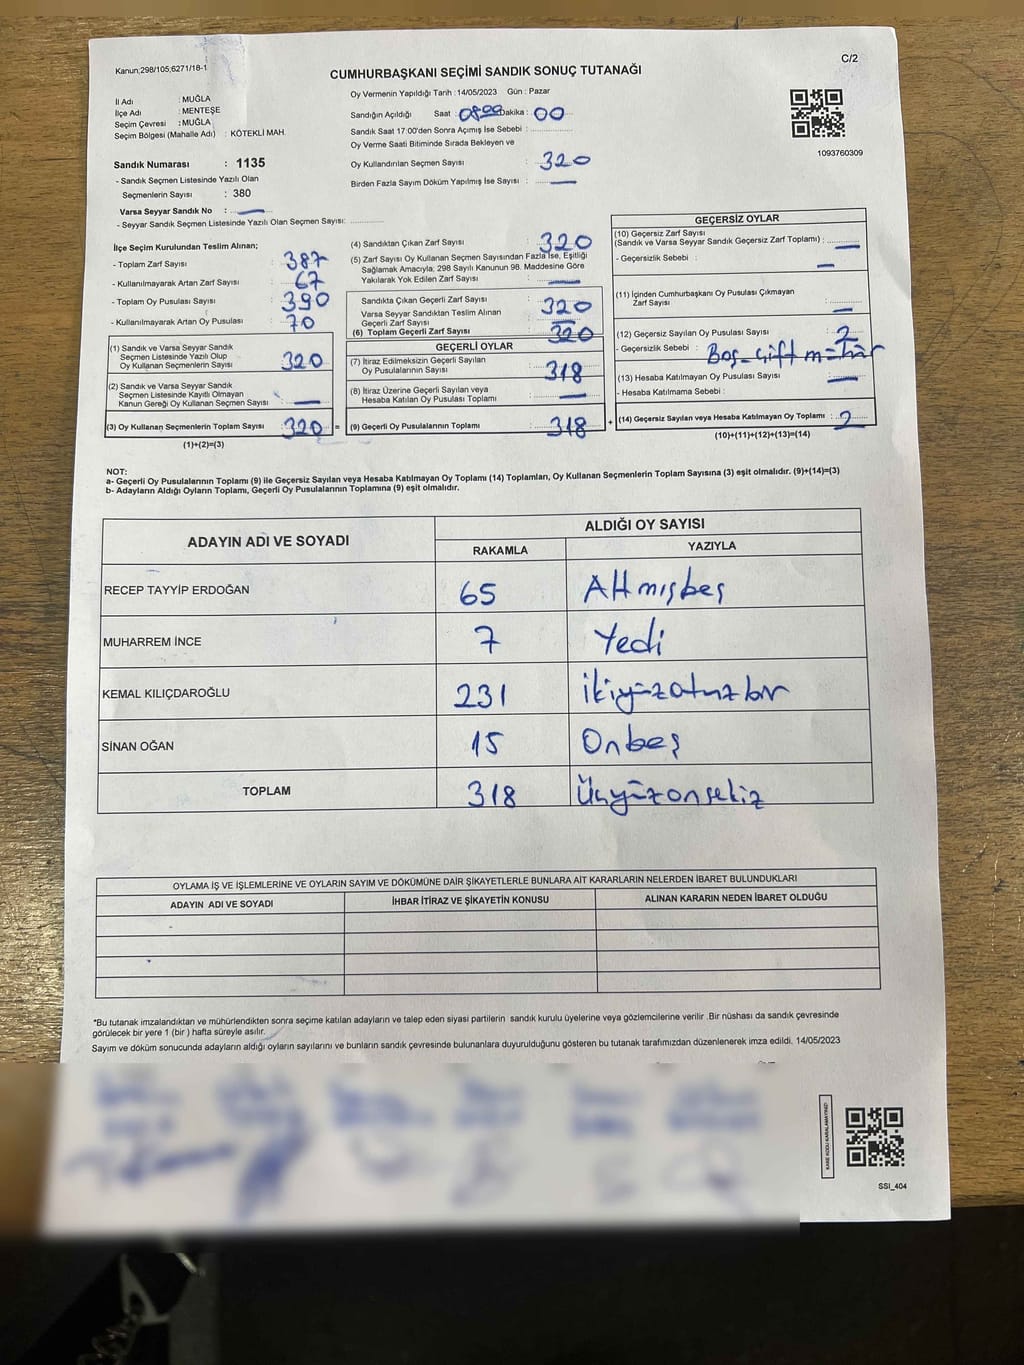 Kanun;298/105;6271/18-1
C/2
CUMHURBAŞKANI SEÇİMİ SANDIK SONUÇ TUTANAĞI
İl Adı : MUĞLA
İlçe Adı : MENTEŞE
Seçim Çevresi : MUĞLA
Seçim Bölgesi (Mahalle Adı) : KÖTEKLİ MAH.
Sandık Numarası : 1135
- Sandık Seçmen Listesinde Yazılı Olan
Seçmenlerin Sayısı : 380
Varsa Seyyar Sandık No : —
- Seyyar Sandık Seçmen Listesinde Yazılı Olan Seçmen Sayısı: ............
Oy Vermenin Yapıldığı Tarih : 14/05/2023 Gün : Pazar
Sandığın Açıldığı Saat : 08:00 Dakika : 00
Sandık Saat 17:00'den Sonra Açımış İse Sebebi : ............
Oy Verme Saati Bitiminde Sırada Bekleyen ve
Oy Kullandırılan Seçmen Sayısı : 320
Birden Fazla Sayım Döküm Yapılmış İse Sayısı : —
1093760309
İlçe Seçim Kurulundan Teslim Alınan;
- Toplam Zarf Sayısı : 387
- Kullanılmayarak Artan Zarf Sayısı : 67
- Toplam Oy Pusulası Sayısı : 390
- Kullanılmayarak Artan Oy Pusulası : 70
(1) Sandık ve Varsa Seyyar Sandık
Seçmen Listesinde Yazılı Olup
Oy Kullanan Seçmenlerin Sayısı : 320
(2) Sandık ve Varsa Seyyar Sandık
Seçmen Listesinde Kayıtlı Olmayan
Kanun Gereği Oy Kullanan Seçmen Sayısı : —
(3) Oy Kullanan Seçmenlerin Toplam Sayısı : 320 =
(1)+(2)=(3)
(4) Sandıktan Çıkan Zarf Sayısı : 320
(5) Zarf Sayısı Oy Kullanan Seçmen Sayısından Fazla İse, Eşitliği
Sağlamak Amacıyla, 298 Sayılı Kanunun 98. Maddesine Göre
Yakılarak Yok Edilen Zarf Sayısı : —
Sandıkta Çıkan Geçerli Zarf Sayısı : 320
Varsa Seyyar Sandıktan Teslim Alınan
Geçerli Zarf Sayısı : —
(6) Toplam Geçerli Zarf Sayısı : 320
GEÇERLİ OYLAR
(7) İtiraz Edilmeksizin Geçerli Sayılan
Oy Pusulalarının Sayısı : 318
(8) İtiraz Üzerine Geçerli Sayılan veya
Hesaba Katılan Oy Pusulası Toplamı : —
(9) Geçerli Oy Pusulalarının Toplamı : 318 +
GEÇERSİZ OYLAR
(10) Geçersiz Zarf Sayısı
(Sandık ve Varsa Seyyar Sandık Geçersiz Zarf Toplamı) : —
- Geçersizlik Sebebi : —
(11) İçinden Cumhurbaşkanı Oy Pusulası Çıkmayan
Zarf Sayısı : —
(12) Geçersiz Sayılan Oy Pusulası Sayısı : 2
- Geçersizlik Sebebi : Boş - Çift mühür
(13) Hesaba Katılmayan Oy Pusulası Sayısı : —
- Hesaba Katılmama Sebebi :
(14) Geçersiz Sayılan veya Hesaba Katılmayan Oy Toplamı : 2
(10)+(11)+(12)+(13)=(14)
NOT:
a- Geçerli Oy Pusulalarının Toplamı (9) ile Geçersiz Sayılan veya Hesaba Katılmayan Oy Toplamı (14) Toplamları, Oy Kullanan Seçmenlerin Toplam Sayısına (3) eşit olmalıdır. (9)+(14)=(3)
b- Adayların Aldığı Oyların Toplamı, Geçerli Oy Pusulalarının Toplamına (9) eşit olmalıdır.
ADAYIN ADI VE SOYADI
ALDIĞI OY SAYISI
RAKAMLA YAZIYLA
RECEP TAYYİP ERDOĞAN 65 Altmışbeş
MUHARREM İNCE 7 Yedi
KEMAL KILIÇDAROĞLU 231 ikiyüzotuzbir
SİNAN OĞAN 15 Onbeş
TOPLAM 318 Üçyüzonsekiz
OYLAMA İŞ VE İŞLEMLERİNE VE OYLARIN SAYIM VE DÖKÜMÜNE DAİR ŞİKAYETLERLE BUNLARA AİT KARARLARIN NELERDEN İBARET BULUNDUKLARI
ADAYIN ADI VE SOYADI İHBAR İTİRAZ VE ŞİKAYETİN KONUSU ALINAN KARARIN NEDEN İBARET OLDUĞU
*Bu tutanak imzalandıktan ve mühürlendikten sonra seçime katılan adayların ve talep eden siyasi partilerin sandık kurulu üyelerine veya gözlemcilerine verilir .Bir nüshası da sandık çevresinde
görülecek bir yere 1 (bir ) hafta süreyle asılır.
Sayım ve döküm sonucunda adayların aldığı oyların sayılarını ve bunların sandık çevresinde bulunanlara duyurulduğunu gösteren bu tutanak tarafımızdan düzenlenerek imza edildi. 14/05/2023
KARE KODU KARALAMAYINIZ!
SSI_404